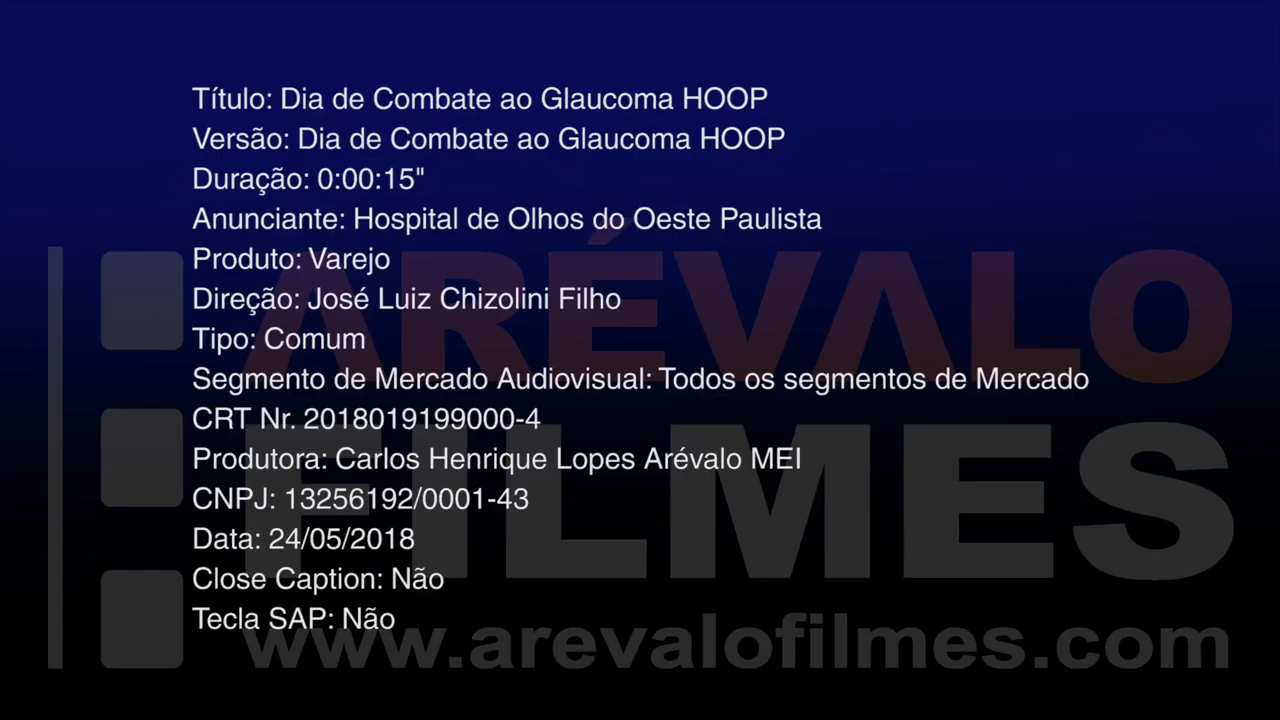 Título: Dia de Combate ao Glaucoma HOOP
Versão: Dia de Combate ao Glaucoma HOOP
Duração: 0:00:15"
Anunciante: Hospital de Olhos do Oeste Paulista
Produto: Varejo
Direção: José Luiz Chizolini Filho
Tipo: Comum
Segmento de Mercado Audiovisual: Todos os segmentos de Mercado
CRT Nr. 2018019199000-4
Produtora: Carlos Henrique Lopes Arévalo MEI
CNPJ: 13256192/0001-43
Data: 24/05/2018
Close Caption: Não
Tecla SAP: Não
ARÉVALO
FILMES
www.arevalofilmes.com